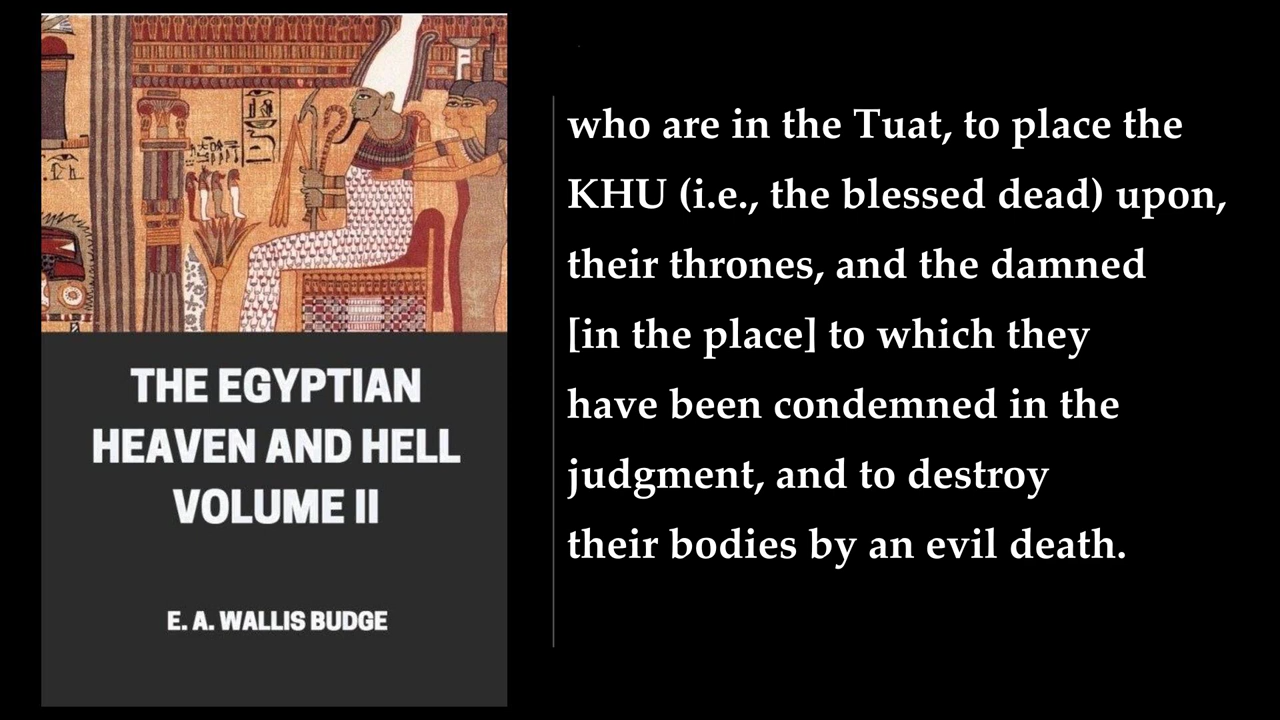 THE EGYPTIAN
HEAVEN AND HELL
VOLUME II
E. A. WALLIS BUDGE
who are in the Tuat, to place the
KHU (i.e., the blessed dead) upon,
their thrones, and the damned
[in the place] to which they
have been condemned in the
judgment, and to destroy
their bodies by an evil death.